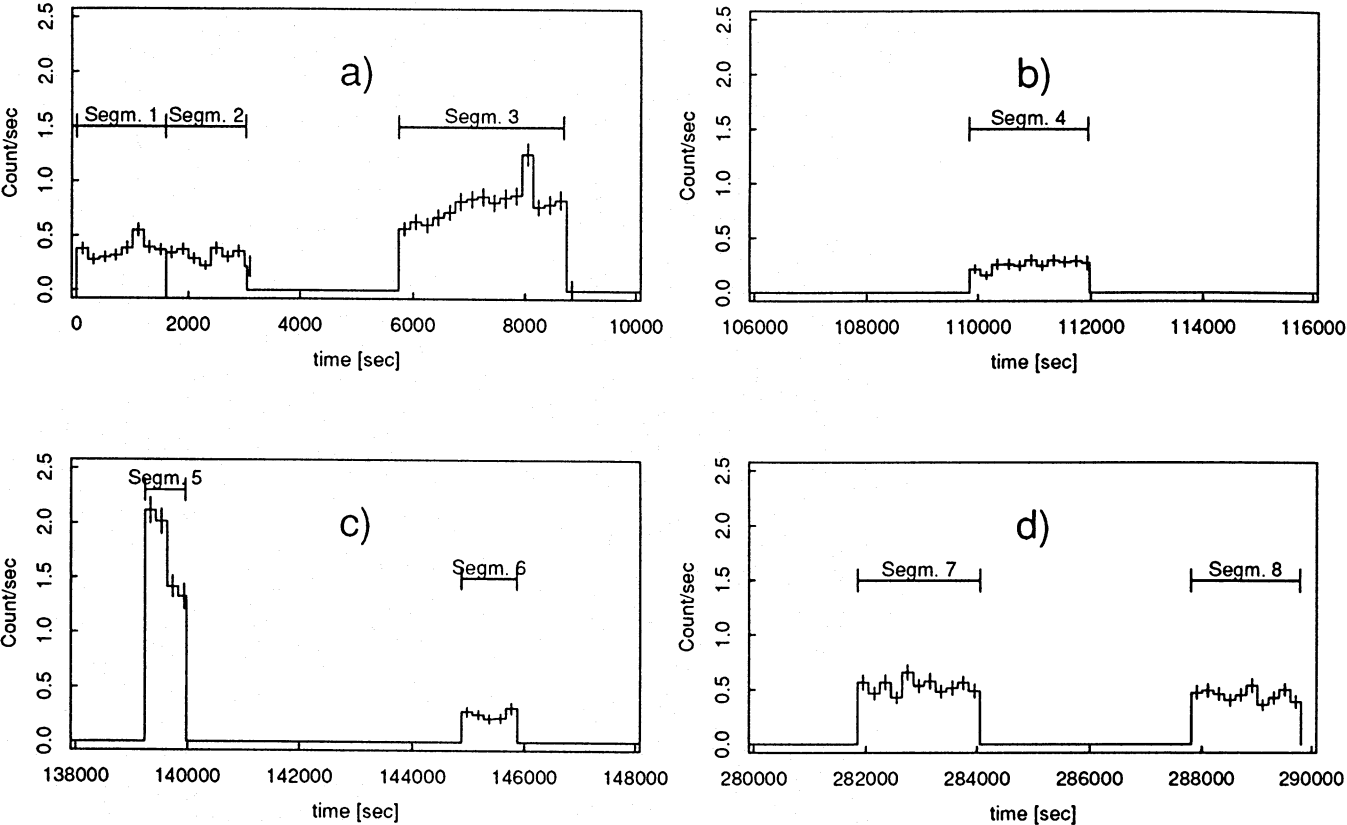 a)
Segm. 1 Segm. 2 Segm. 3
Count/sec
0.0 0.5 1.0 1.5 2.0 2.5
0 2000 4000 6000 8000 10000
time [sec]
b)
Segm. 4
Count/sec
0.0 0.5 1.0 1.5 2.0 2.5
106000 108000 110000 112000 114000 116000
time [sec]
c)
Segm. 5
Segm. 6
Count/sec
0.0 0.5 1.0 1.5 2.0 2.5
138000 140000 142000 144000 146000 148000
time [sec]
d)
Segm. 7 Segm. 8
Count/sec
0.0 0.5 1.0 1.5 2.0 2.5
280000 282000 284000 286000 288000 290000
time [sec]